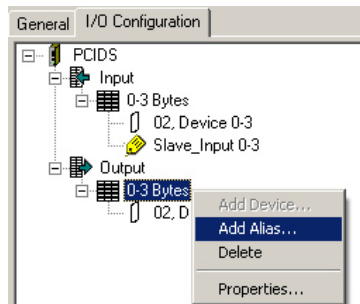 General I/O Configuration
PCIDS
Input
0-3 Bytes
02, Device 0-3
Slave_Input 0-3
Output
0-3 Bytes
02, D
Add Device...
Add Alias...
Delete
Properties...